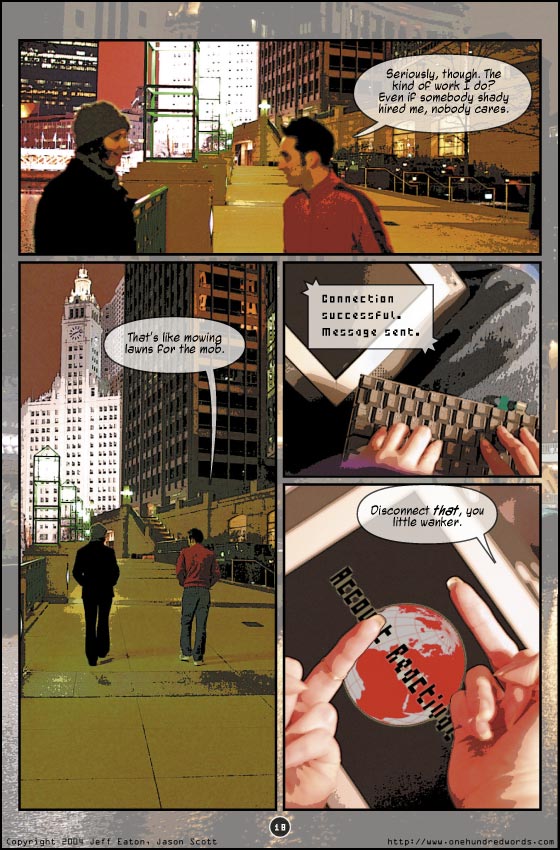 Seriously, though. The
kind of work I do?
Even if somebody shady
hired me, nobody cares.
That's like mowing
lawns for the mob.
Connection
successful.
Message sent.
Disconnect that, you
little wanker.
Account Reactivat
18
Copyright 2004 Jeff Eaton, Jason Scott
http://www.onehundredwords.com